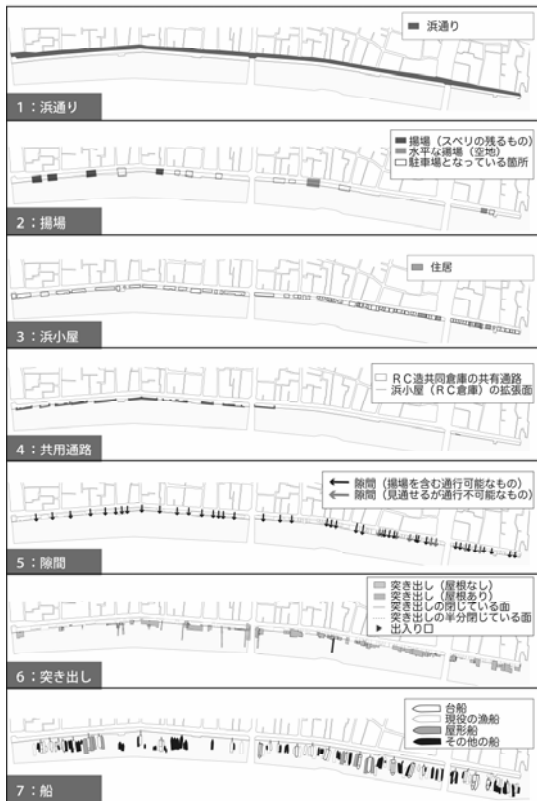 浜通り
1：浜通り
揚場（スベリの残るもの）
水平な揚場（空地）
駐車場となっている箇所
2：揚場
住居
3：浜小屋
ＲＣ造共同倉庫の共有通路
浜小屋（ＲＣ倉庫）の拡張面
4：共用通路
隙間（揚場を含む通行可能なもの）
隙間（見通せるが通行不可能なもの）
5：隙間
突き出し（屋根なし）
突き出し（屋根あり）
突き出しの閉じている面
突き出しの半分閉じている面
出入り口
6：突き出し
台船
現役の漁船
屋形船
その他の船
7：船